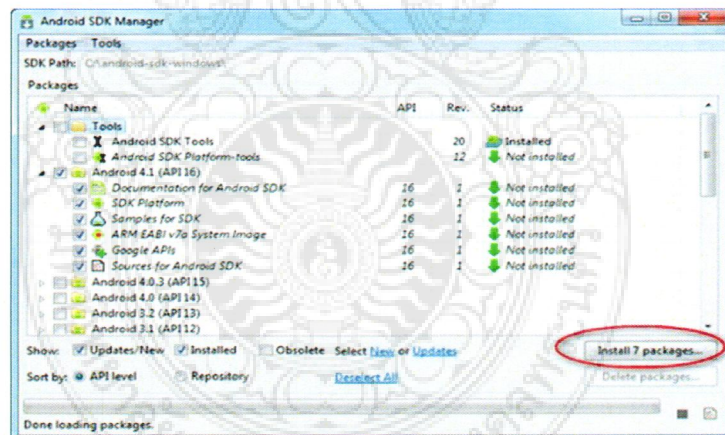 Android SDK Manager
Packages Tools
SDK Path: C:\android-sdk-windows\
Packages
Name API Rev. Status
Tools
Android SDK Tools 20 Installed
Android SDK Platform-tools 12 Not installed
Android 4.1 (API 16)
Documentation for Android SDK 16 1 Not installed
SDK Platform 16 1 Not installed
Samples for SDK 16 1 Not installed
ARM EABI v7a System Image 16 1 Not installed
Google APIs 16 1 Not installed
Sources for Android SDK 16 1 Not installed
Android 4.0.3 (API 15)
Android 4.0 (API 14)
Android 3.2 (API 13)
Android 3.1 (API 12)
Show: Updates/New Installed Obsolete Select New or Updates Install 7 packages...
Sort by: API level Repository Deselect All Delete packages...
Done loading packages.